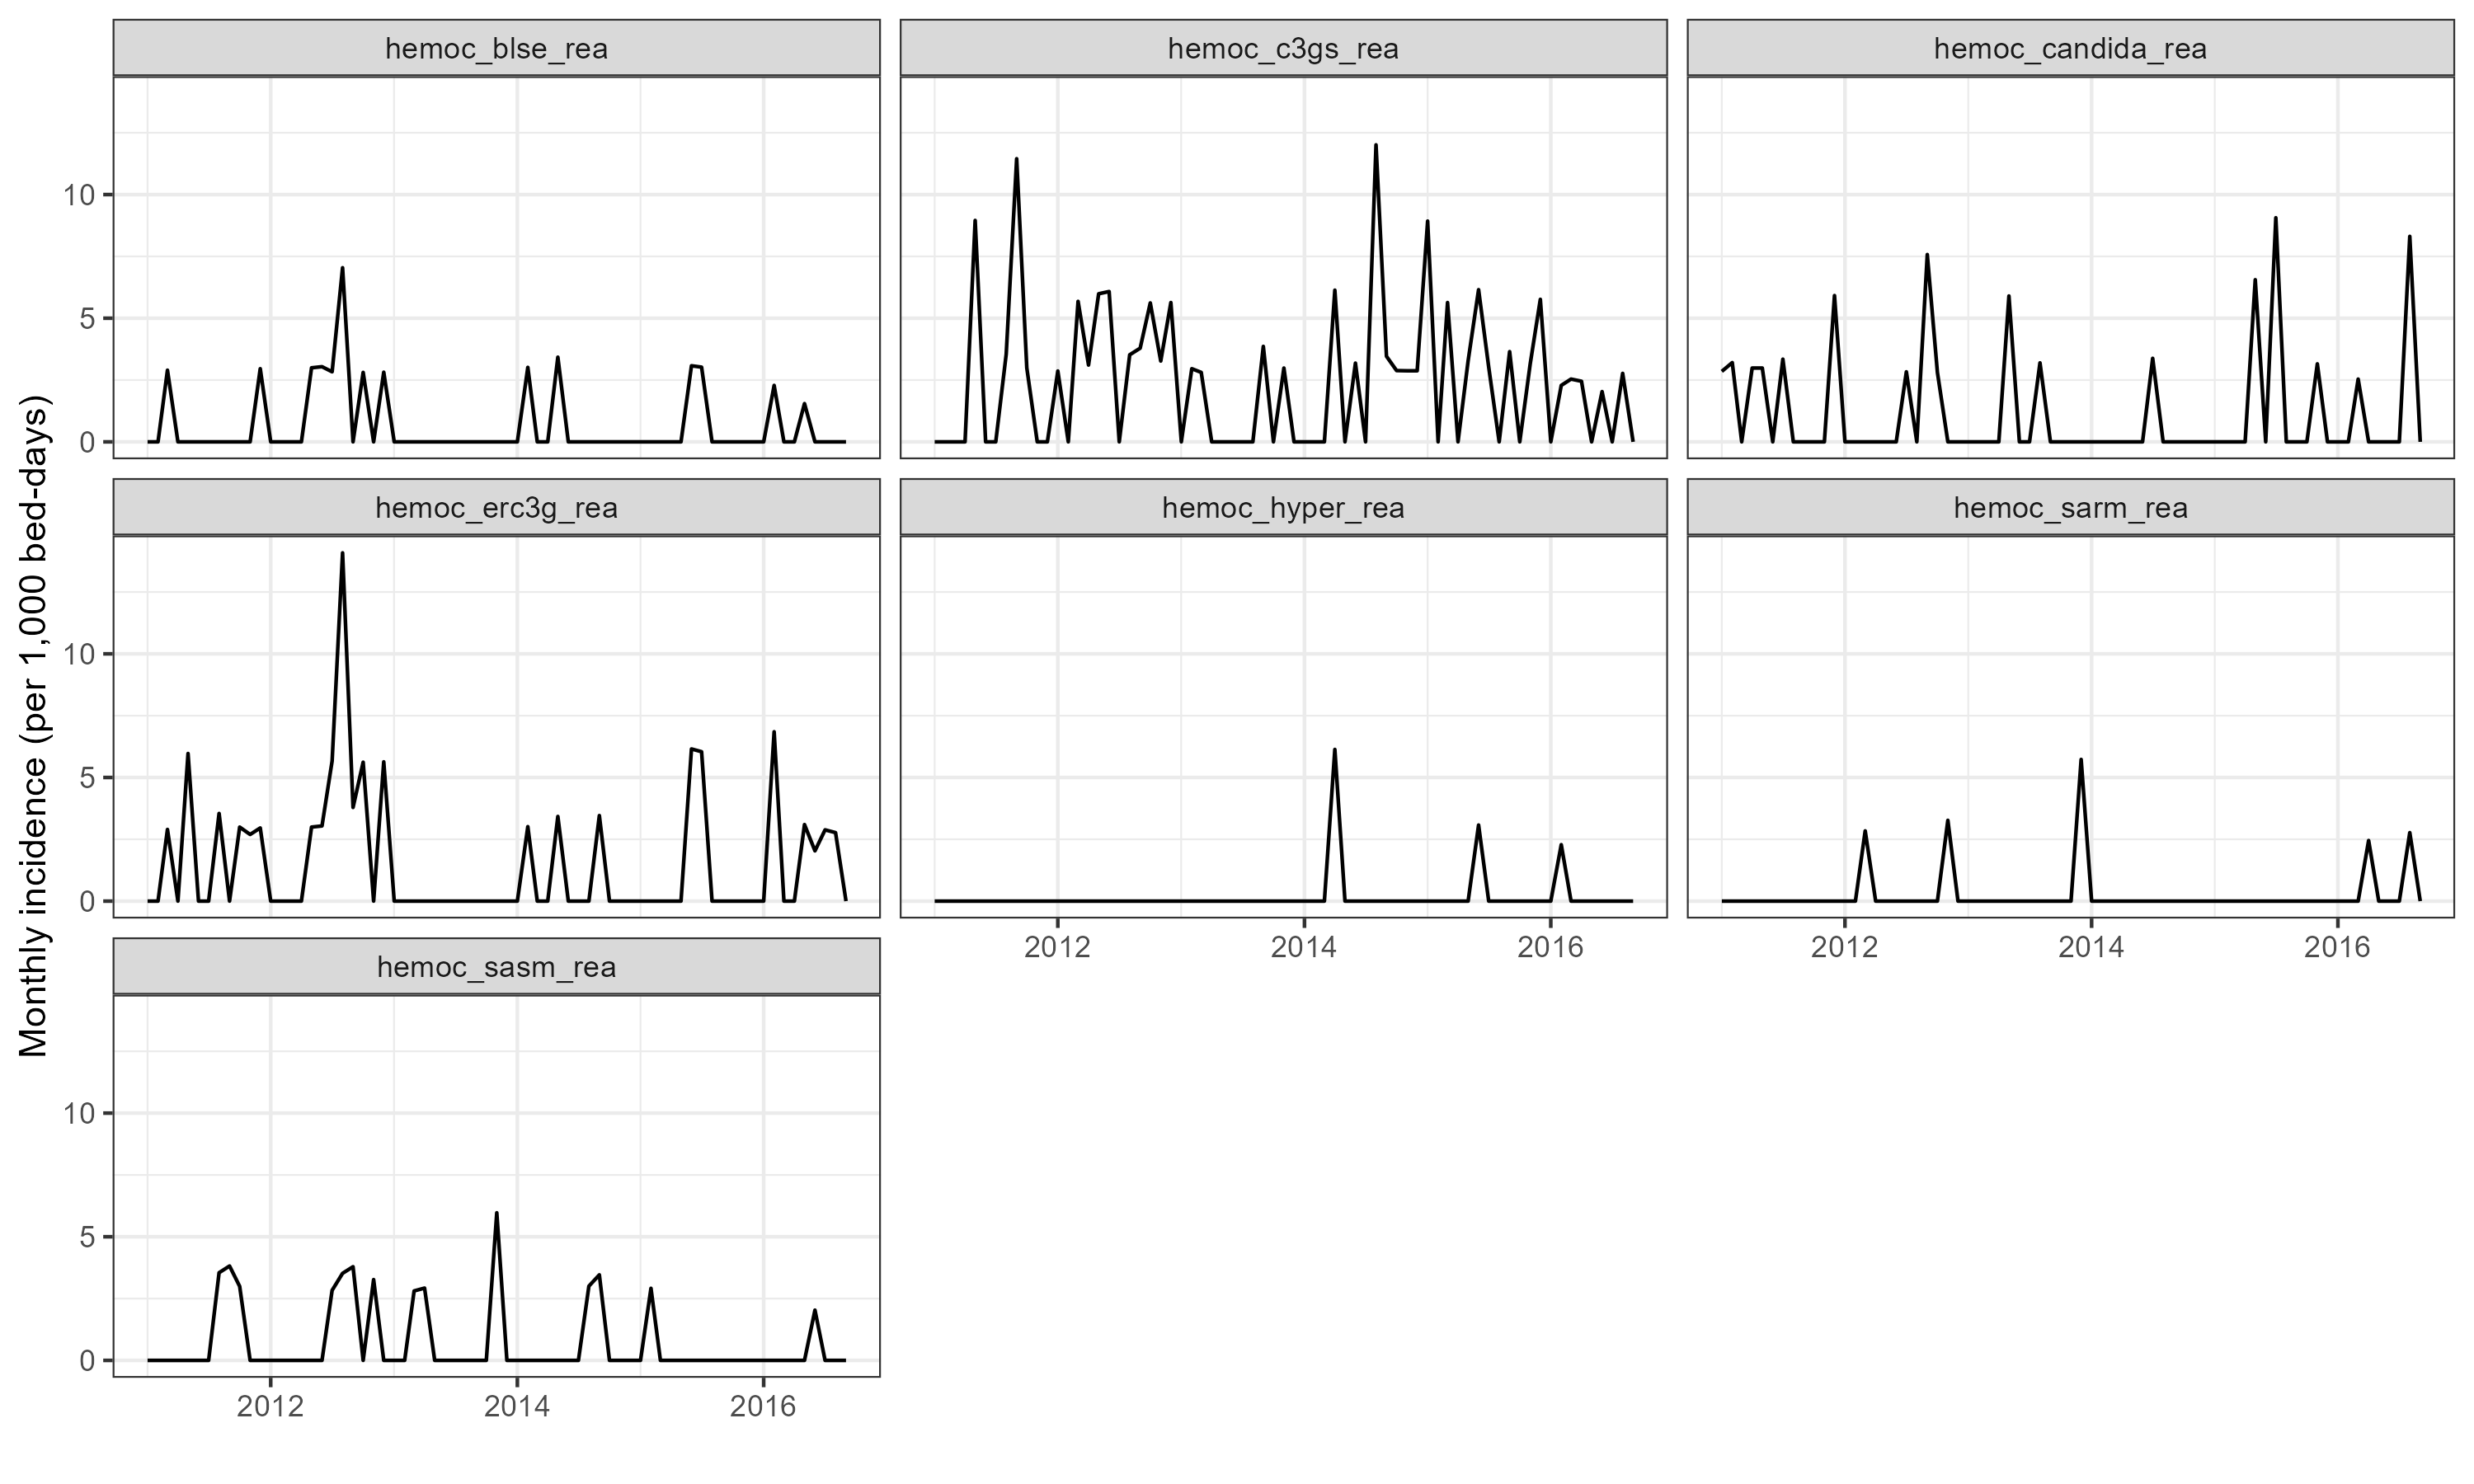 Monthly incidence (per 1,000 bed-days)
hemoc_blse_rea
hemoc_c3gs_rea
hemoc_candida_rea
10
5
0
hemoc_erc3g_rea
hemoc_hyper_rea
hemoc_sarm_rea
10
5
0
2012
2014
2016
2012
2014
2016
hemoc_sasm_rea
10
5
0
2012
2014
2016